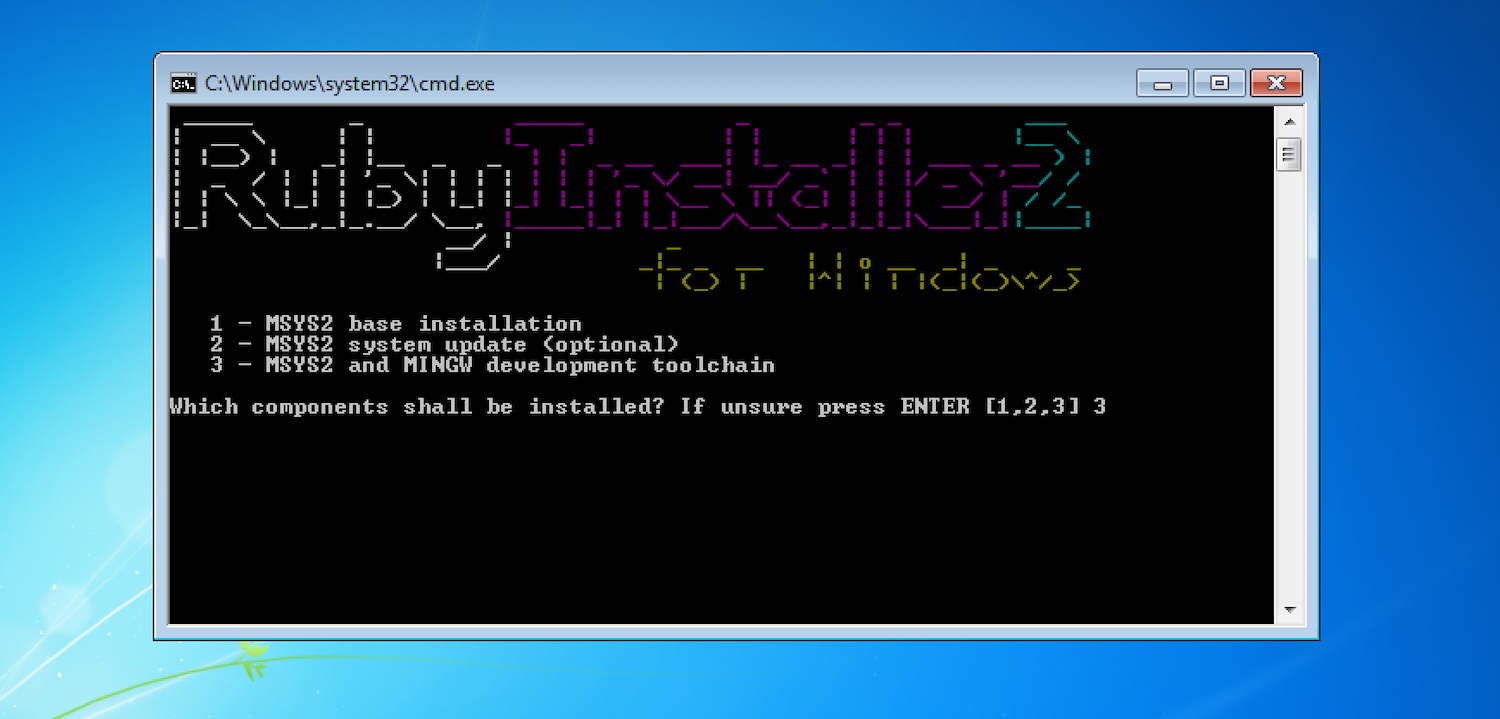 C:\Windows\system32\cmd.exe
RubyInstaller2
for Windows
1 - MSYS2 base installation
2 - MSYS2 system update (optional)
3 - MSYS2 and MINGW development toolchain
Which components shall be installed? If unsure press ENTER [1,2,3] 3